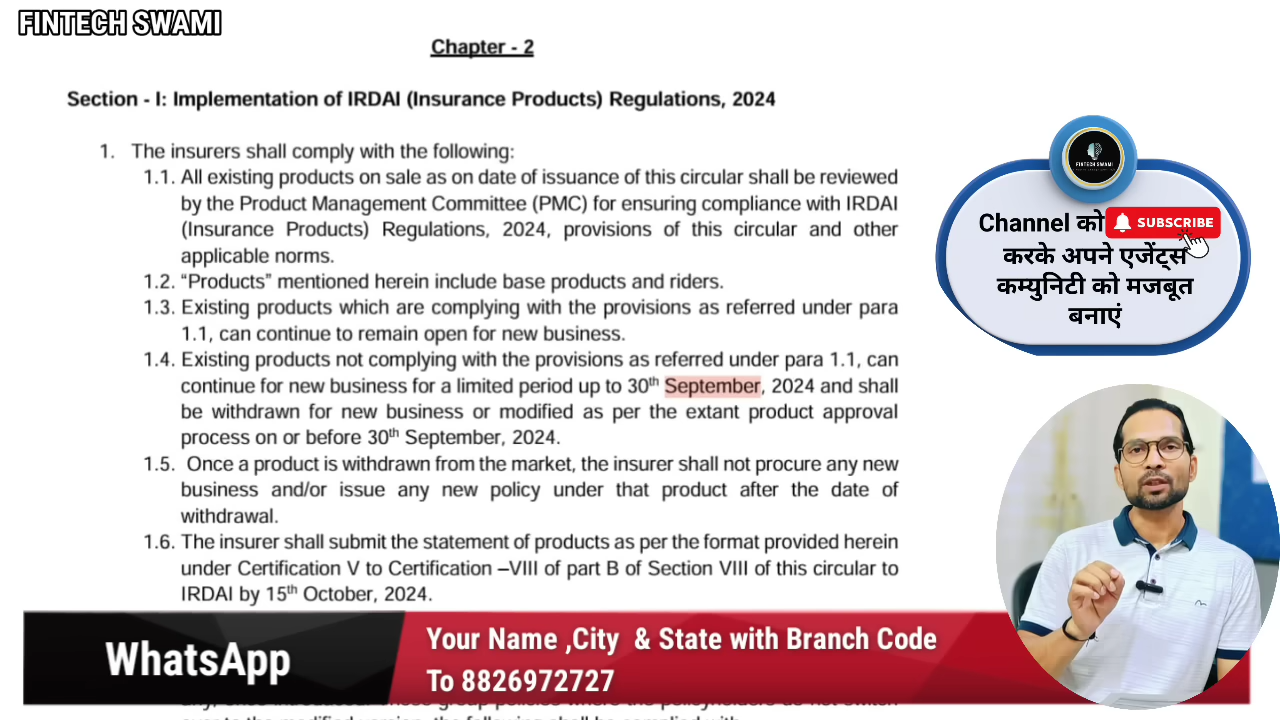 FINTECH SWAMI
Chapter - 2
Section - I: Implementation of IRDAI (Insurance Products) Regulations, 2024
1. The insurers shall comply with the following:
1.1. All existing products on sale as on date of issuance of this circular shall be reviewed
by the Product Management Committee (PMC) for ensuring compliance with IRDAI
(Insurance Products) Regulations, 2024, provisions of this circular and other
applicable norms.
1.2. “Products” mentioned herein include base products and riders.
1.3. Existing products which are complying with the provisions as referred under para
1.1, can continue to remain open for new business.
1.4. Existing products not complying with the provisions as referred under para 1.1, can
continue for new business for a limited period up to 30th September, 2024 and shall
be withdrawn for new business or modified as per the extant product approval
process on or before 30th September, 2024.
1.5. Once a product is withdrawn from the market, the insurer shall not procure any new
business and/or issue any new policy under that product after the date of
withdrawal.
1.6. The insurer shall submit the statement of products as per the format provided herein
under Certification V to Certification –VIII of part B of Section VIII of this circular to
IRDAI by 15th October, 2024.
FINTECH SWAMI
Channel को SUBSCRIBE
करके अपने एजेंट्स
कम्युनिटी को मजबूत
बनाएं
WhatsApp
Your Name ,City & State with Branch Code
To 8826972727